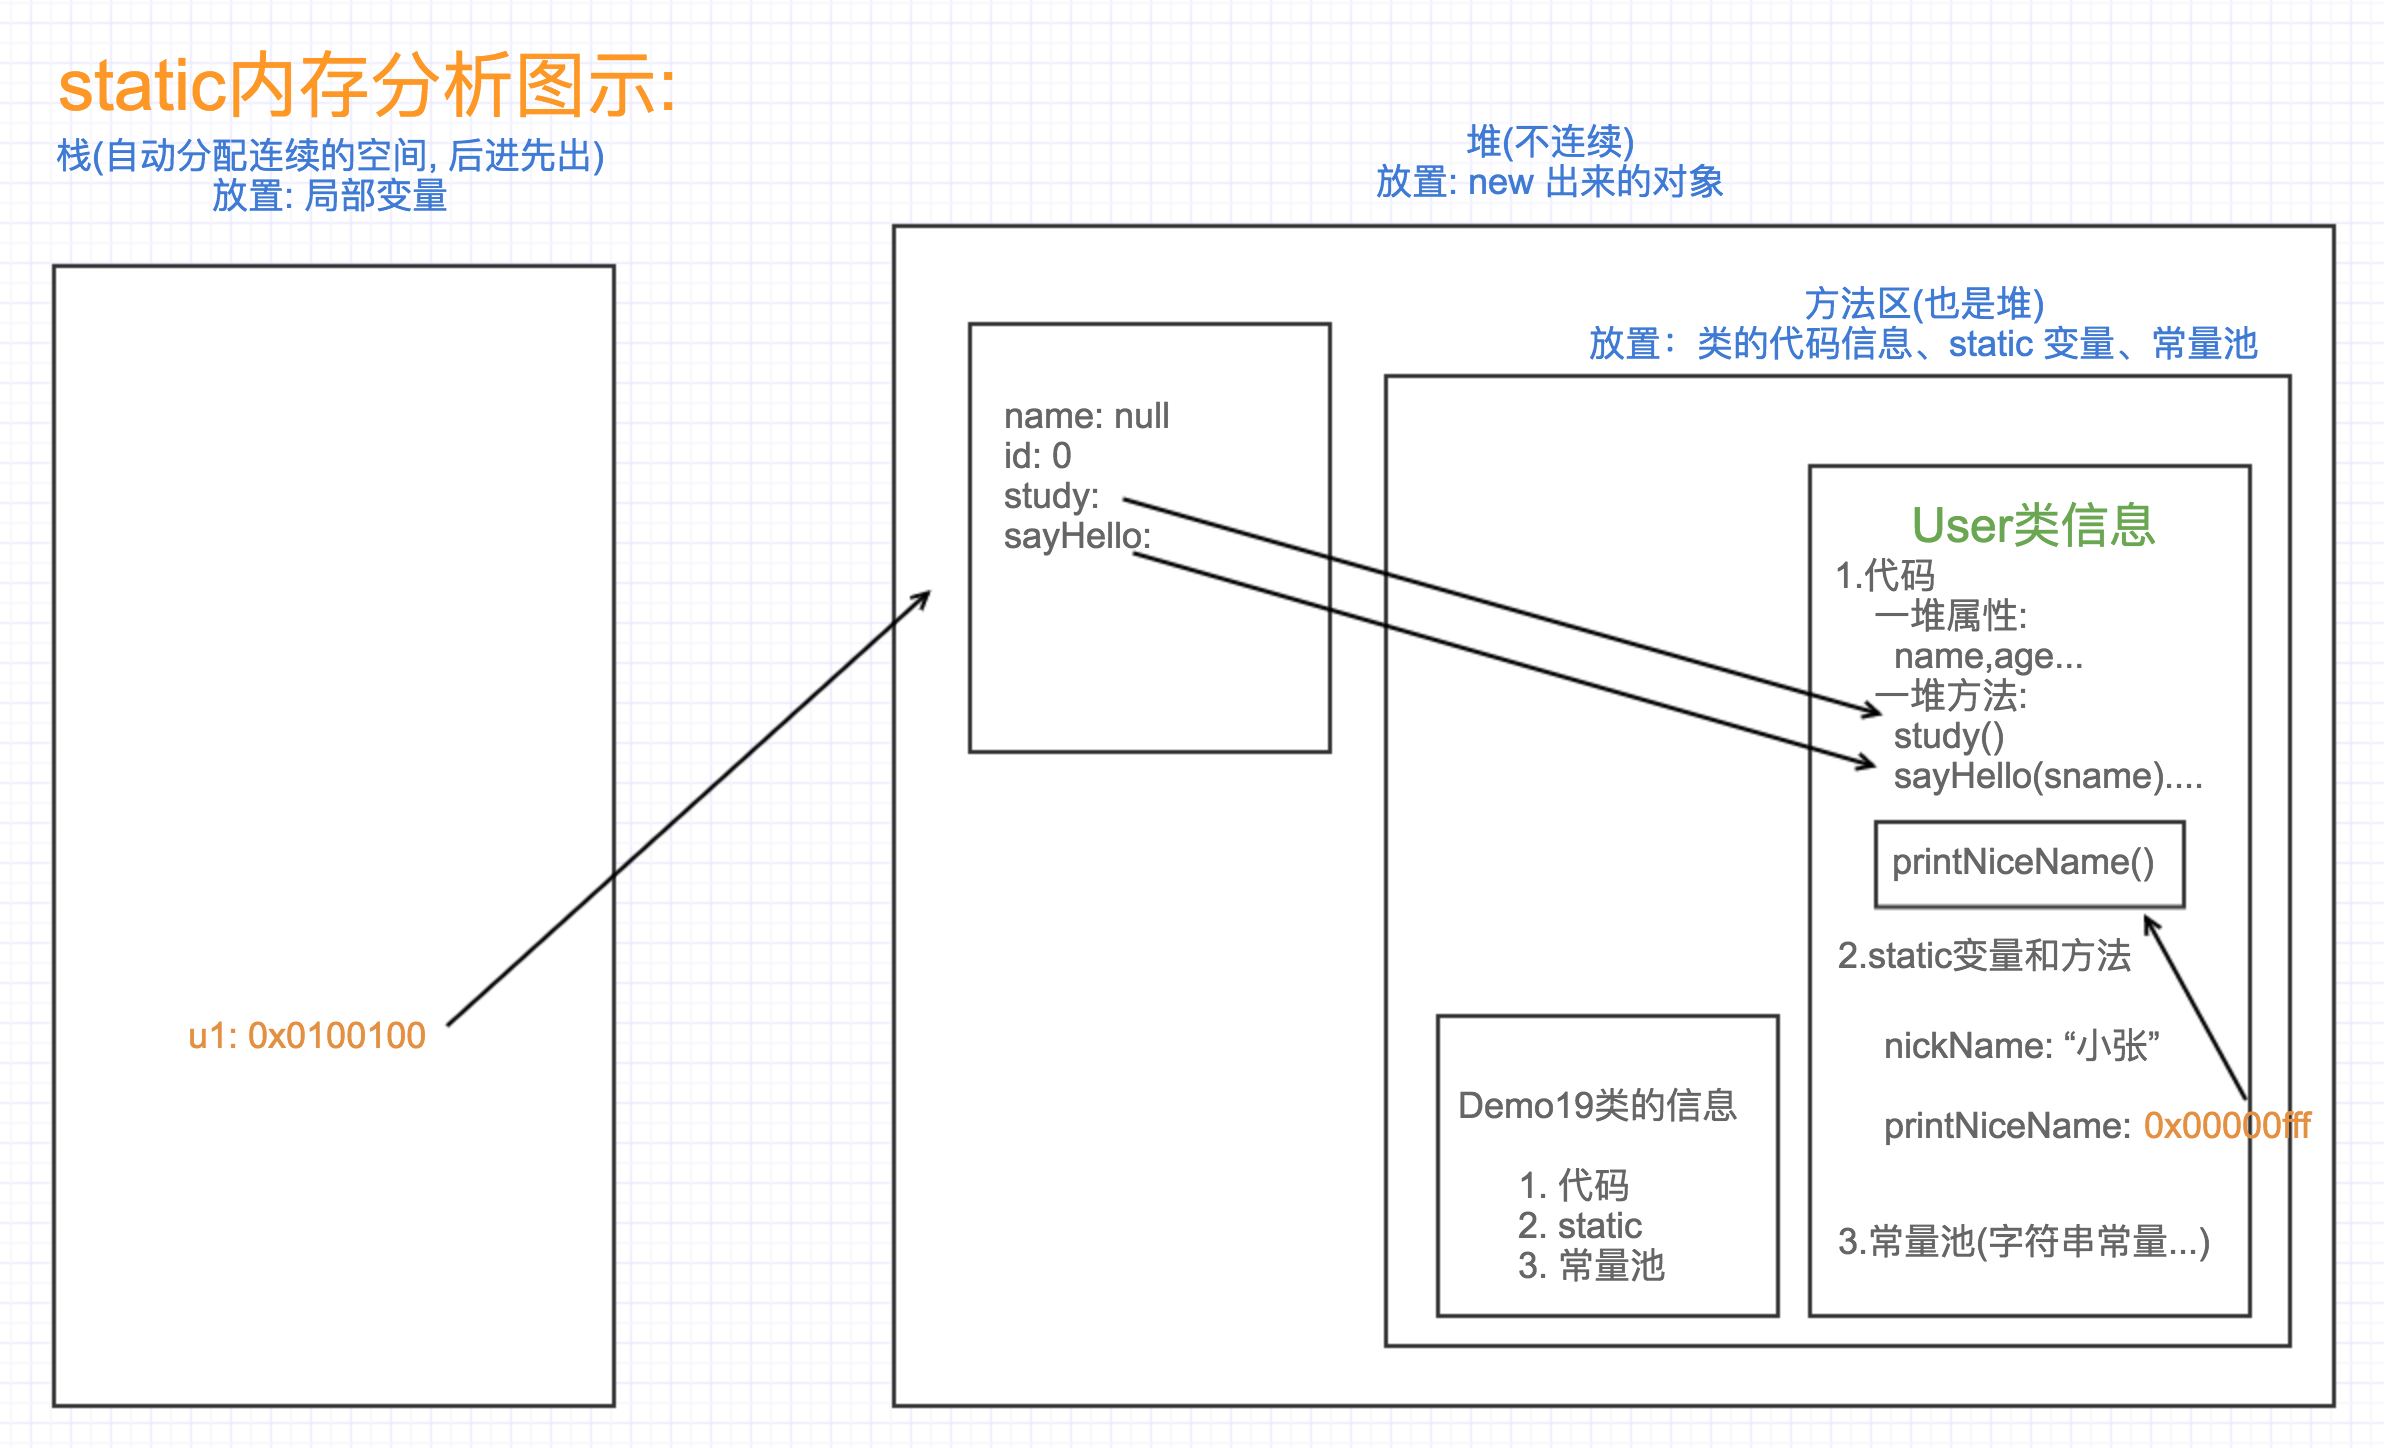 static内存分析图示:
栈(自动分配连续的空间, 后进先出)
放置: 局部变量
u1: 0x0100100
堆(不连续)
放置: new 出来的对象
name: null
id: 0
study:
sayHello:
方法区(也是堆)
放置：类的代码信息、static 变量、常量池
Demo19类的信息
1. 代码
2. static
3. 常量池
User类信息
1.代码
一堆属性:
name,age...
一堆方法:
study()
sayHello(sname)....
printNiceName()
2.static变量和方法
nickName: “小张”
printNiceName: 0x00000fff
3.常量池(字符串常量...)